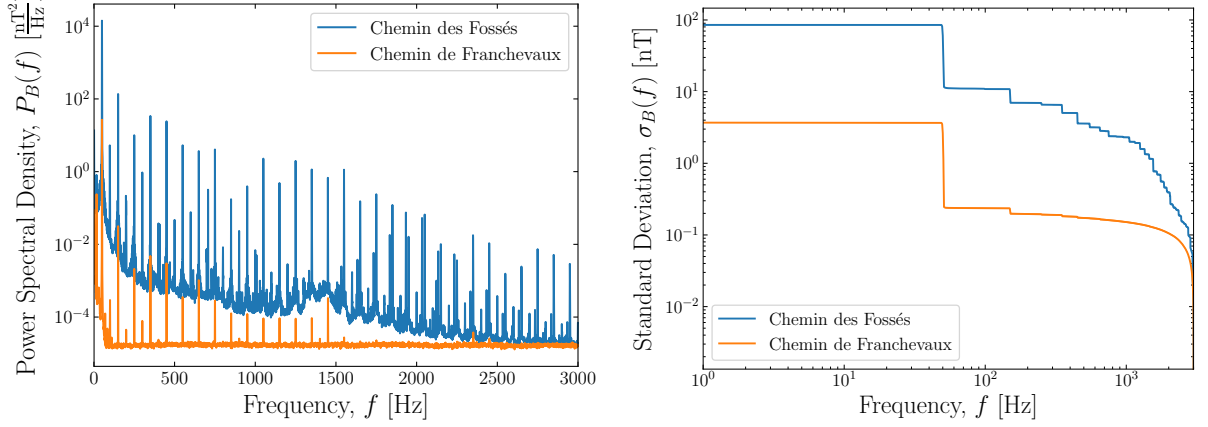 Power Spectral Density, P_B(f) [nT²/Hz]
10⁴
10²
10⁰
10⁻²
10⁻⁴
Chemin des Fossés
Chemin de Franchevaux
0 500 1000 1500 2000 2500 3000
Frequency, f [Hz]
Standard Deviation, σ_B(f) [nT]
10²
10¹
10⁰
10⁻¹
10⁻²
Chemin des Fossés
Chemin de Franchevaux
10⁰ 10¹ 10² 10³
Frequency, f [Hz]